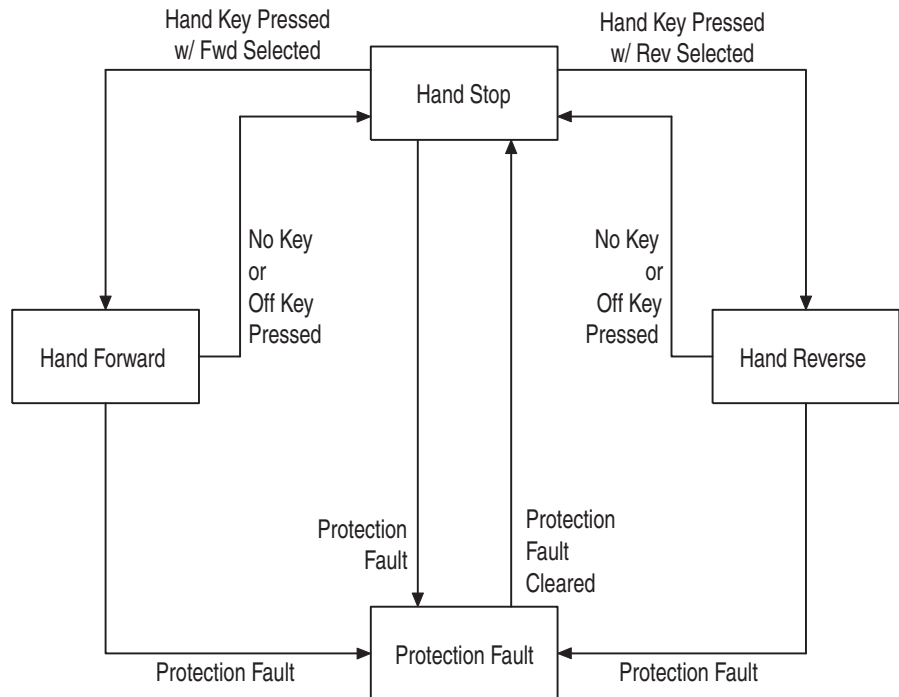 Hand Key Pressed
w/ Fwd Selected
Hand Key Pressed
w/ Rev Selected
Hand Stop
No Key
or
Off Key
Pressed
No Key
or
Off Key
Pressed
Hand Forward
Hand Reverse
Protection
Fault
Protection
Fault
Cleared
Protection Fault
Protection Fault
Protection Fault